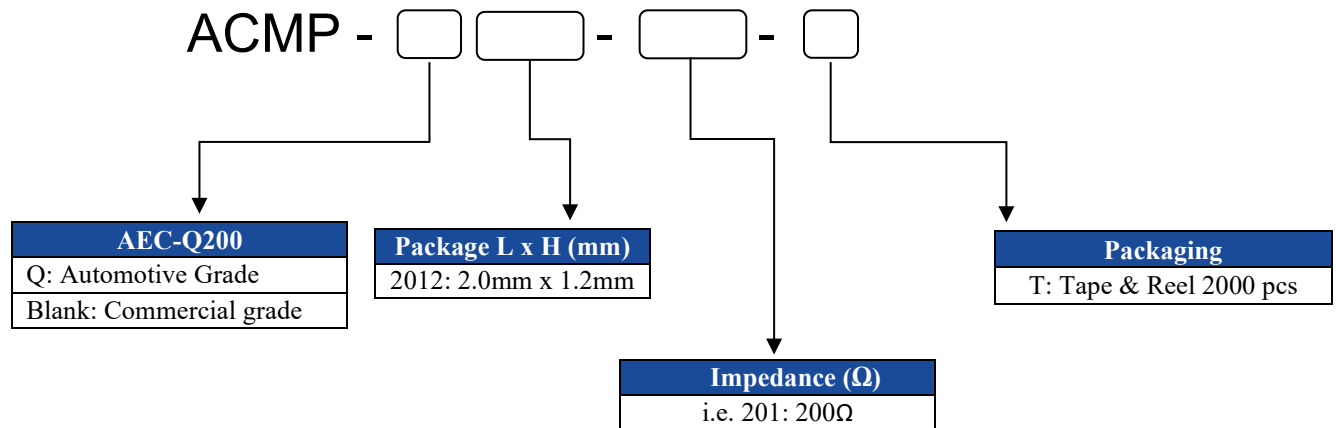 ACMP - -  -
AEC-Q200
Q: Automotive Grade
Blank: Commercial grade
Package L x H (mm)
2012: 2.0mm x 1.2mm
Impedance (Ω)
i.e. 201: 200Ω
Packaging
T: Tape & Reel 2000 pcs